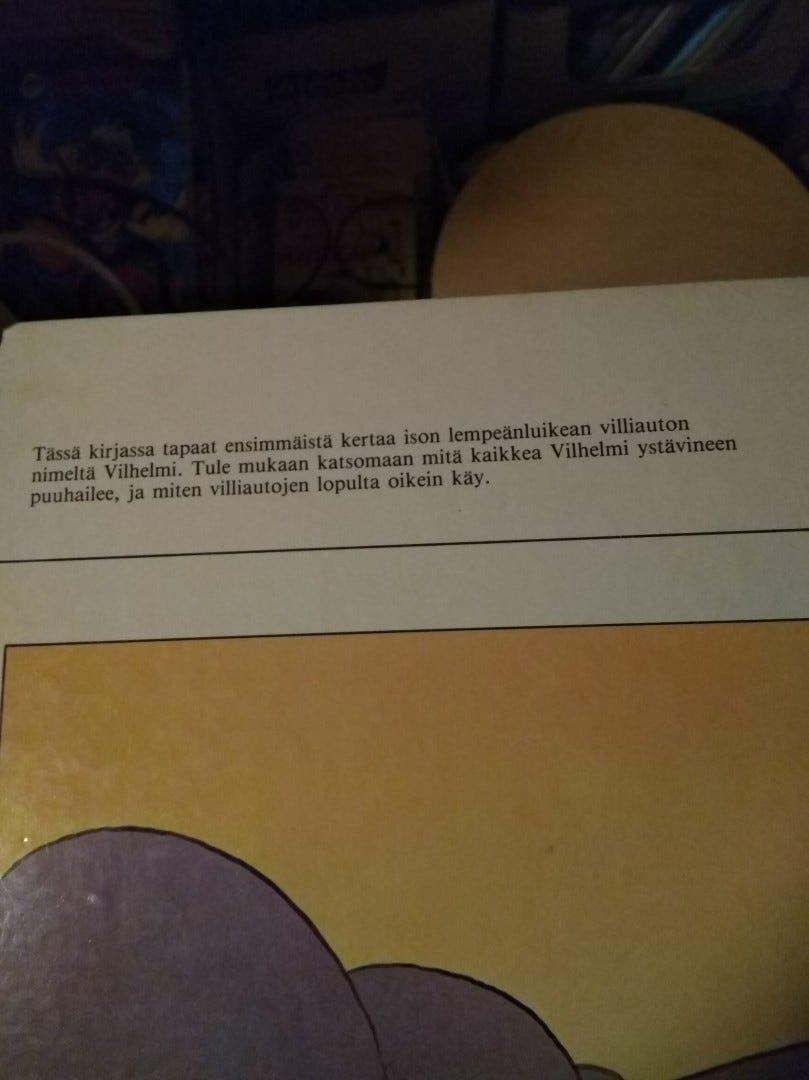 Tässä kirjassa tapaat ensimmäistä kertaa ison lempeänluikean villiauton
nimeltä Vilhelmi. Tule mukaan katsomaan mitä kaikkea Vilhelmi ystävineen
puuhailee, ja miten villiautojen lopulta oikein käy.